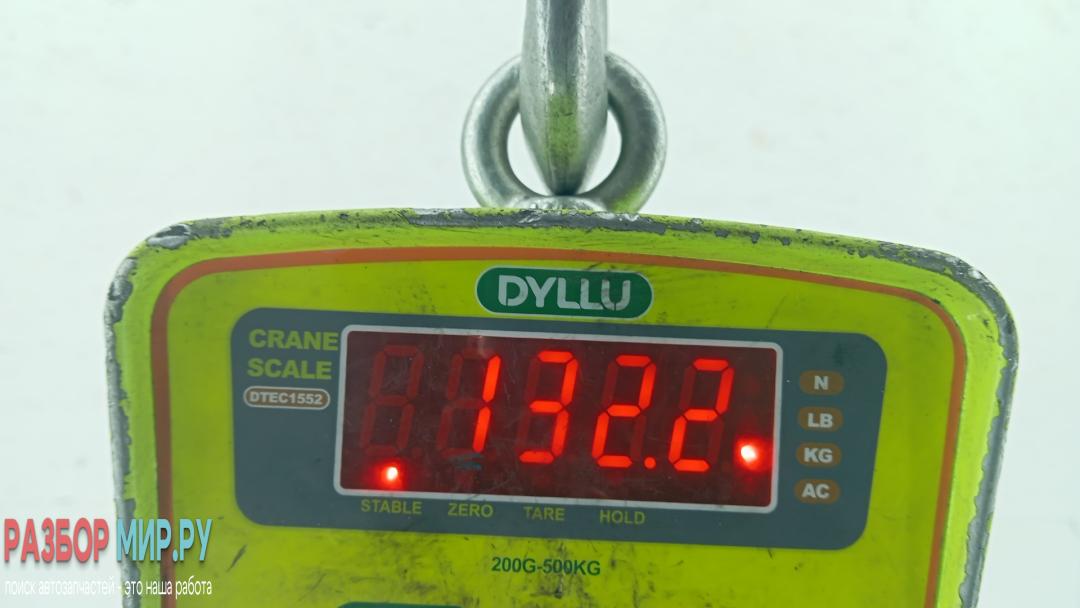 DYLLU
CRANE
SCALE
DTEC1552
132.2
N
LB
KG
AC
STABLE ZERO TARE HOLD
200G-500KG
РАЗБОР МИР.РУ
поиск автозапчастей - это наша работа